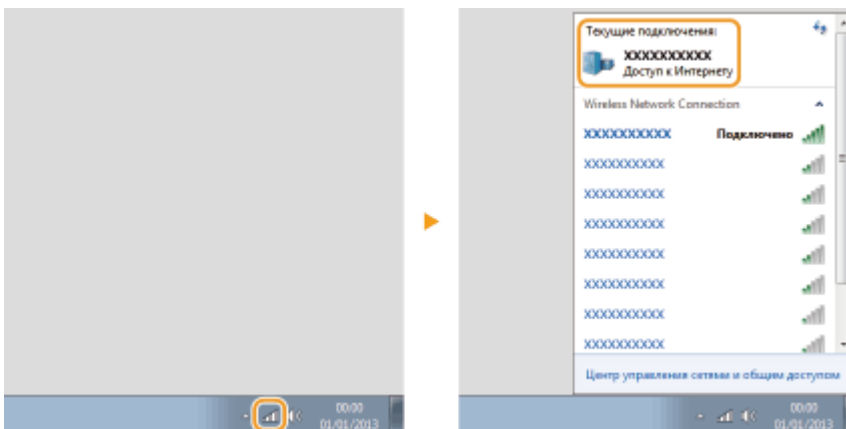 00:00
01/01/2013
Текущие подключения:
XXXXXXXXXX
Доступ к Интернету
Wireless Network Connection
XXXXXXXXXX Подключено
XXXXXXXXXX
XXXXXXXXXX
XXXXXXXXXX
XXXXXXXXXX
XXXXXXXXXX
XXXXXXXXXX
XXXXXXXXXX
Центр управления сетями и общим доступом
00:00
01/01/2013